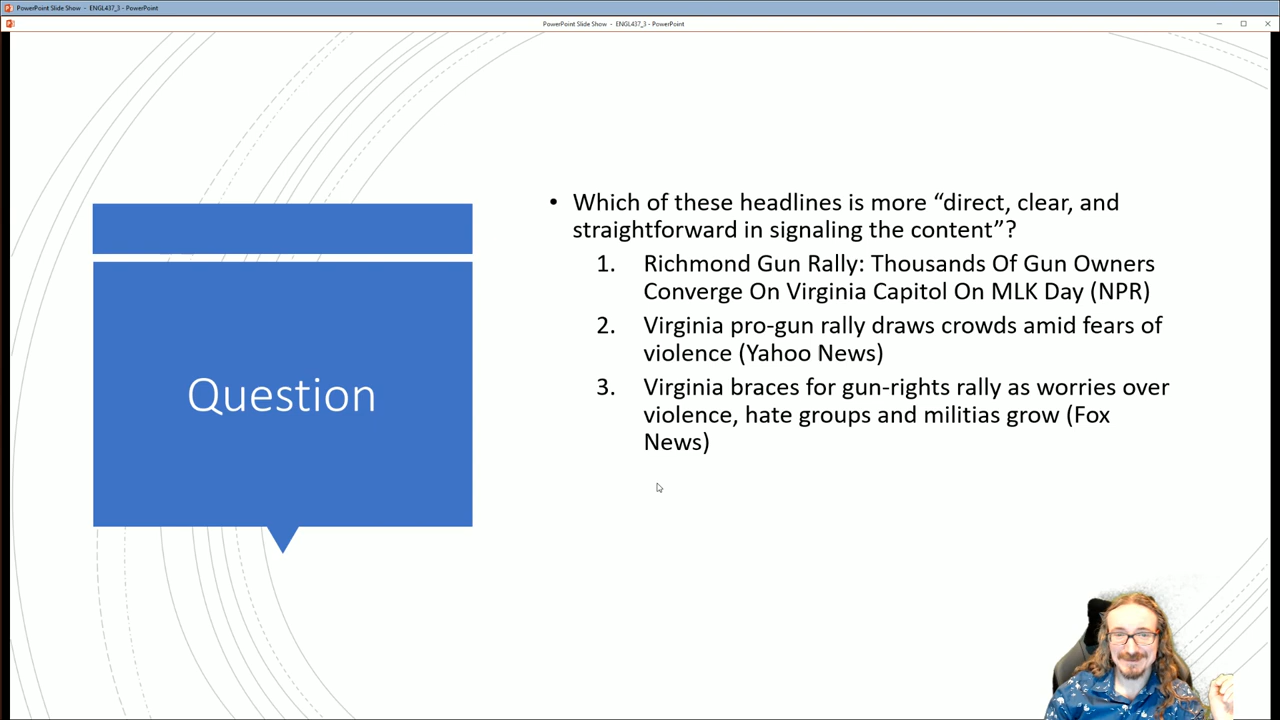 PowerPoint Slide Show - ENGL437_3 - PowerPoint
PowerPoint Slide Show - ENGL437_3 - PowerPoint
Question
• Which of these headlines is more “direct, clear, and
straightforward in signaling the content”?
1. Richmond Gun Rally: Thousands Of Gun Owners
Converge On Virginia Capitol On MLK Day (NPR)
2. Virginia pro-gun rally draws crowds amid fears of
violence (Yahoo News)
3. Virginia braces for gun-rights rally as worries over
violence, hate groups and militias grow (Fox
News)